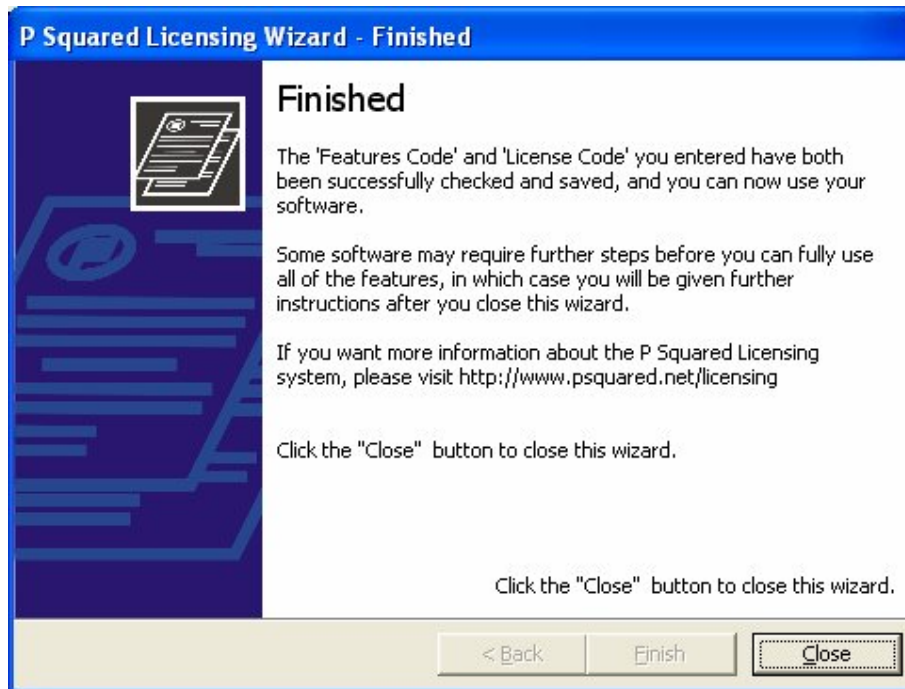 P Squared Licensing Wizard - Finished
Finished
The 'Features Code' and 'License Code' you entered have both
been successfully checked and saved, and you can now use your
software.
Some software may require further steps before you can fully use
all of the features, in which case you will be given further
instructions after you close this wizard.
If you want more information about the P Squared Licensing
system, please visit http://www.psquared.net/licensing
Click the "Close" button to close this wizard.
Click the "Close" button to close this wizard.
< Back Finish Close